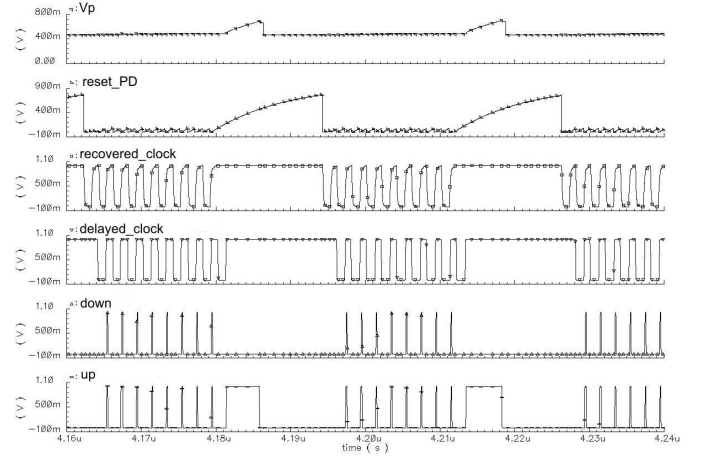 800m
Vp
(V)
400m
0.00
900m
reset_PD
(V)
400m
-100m
1.10
recovered_clock
(V)
500m
-100m
1.10
delayed_clock
(V)
500m
-100m
1.10
down
(V)
500m
-100m
1.10
up
(V)
500m
-100m
4.16u 4.17u 4.18u 4.19u 4.20u 4.21u 4.22u 4.23u 4.24u
time (s)